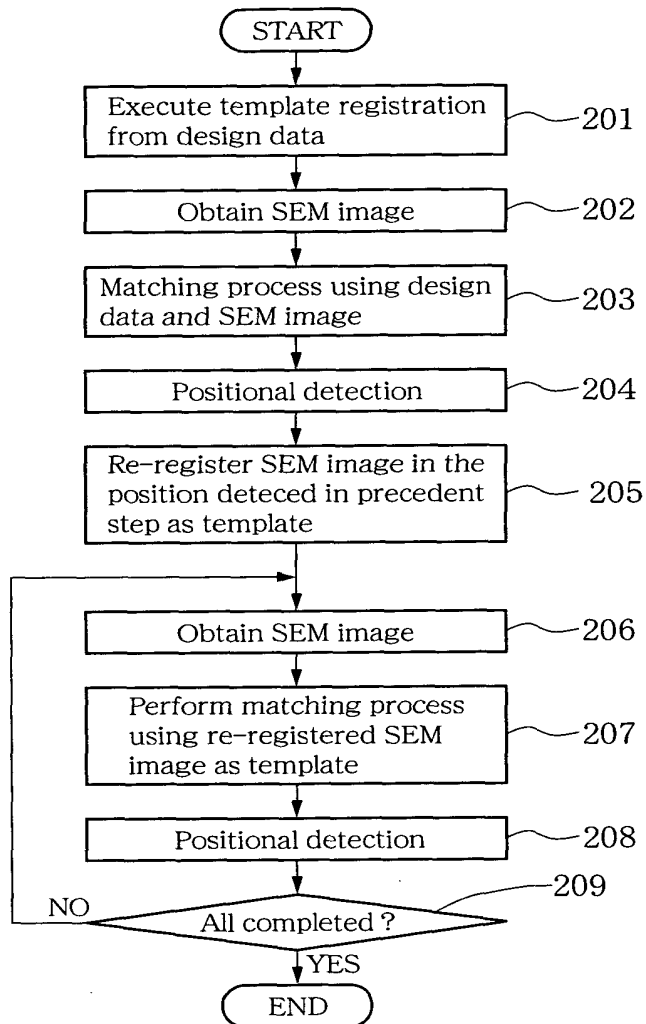 START
Execute template registration
from design data
201
Obtain SEM image
202
Matching process using design
data and SEM image
203
Positional detection
204
Re-register SEM image in the
position deteced in precedent
step as template
205
Obtain SEM image
206
Perform matching process
using re-registered SEM
image as template
207
Positional detection
208
209
NO
All completed ?
YES
END